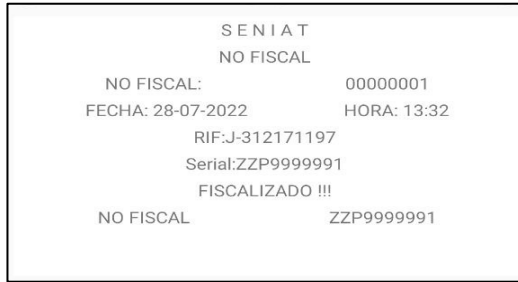 S E N I A T
NO FISCAL
NO FISCAL: 00000001
FECHA: 28-07-2022 HORA: 13:32
RIF:J-312171197
Serial:ZZP9999991
FISCALIZADO !!!
NO FISCAL ZZP9999991